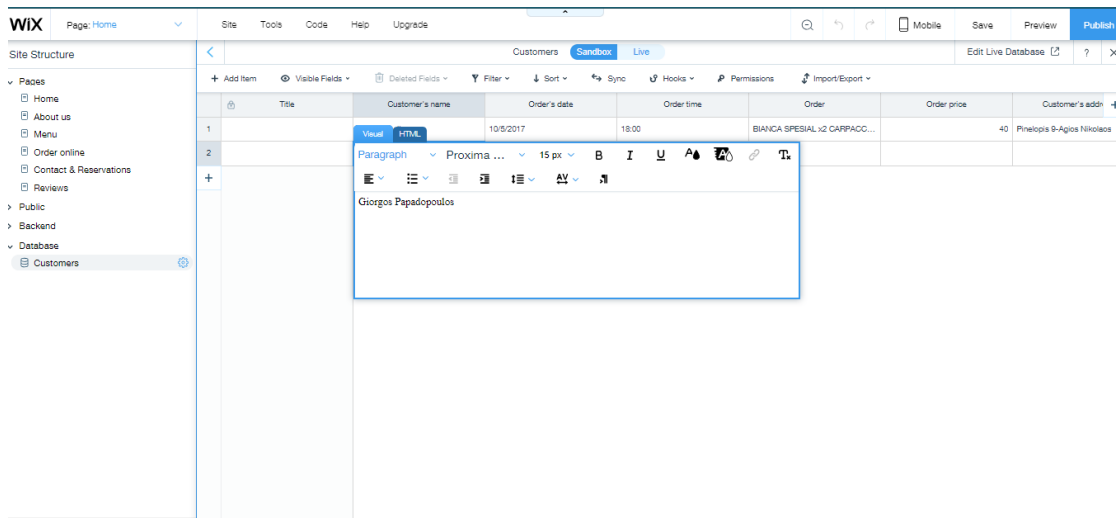 WiX Page: Home Site Tools Code Help Upgrade Mobile Save Preview Publish
Site Structure
Customers Sandbox Live Edit Live Database ? X
Pages
Home
About us
Menu
Order online
Contact & Reservations
Reviews
Public
Backend
Database
Customers
+ Add Item Visible Fields Deleted Fields Filter Sort Sync Hooks Permissions Import/Export
Title Customer's name Order's date Order time Order Order price Customer's addr +
1 10/5/2017 18:00 BIANCA SPESIAL x2 CARPACC... 40 Pinelopis 9-Agios Nikolaos
2
+
Visual HTML
Paragraph Proxima ... 15 px B I U A A Tx
AV
Giorgos Papadopoulos